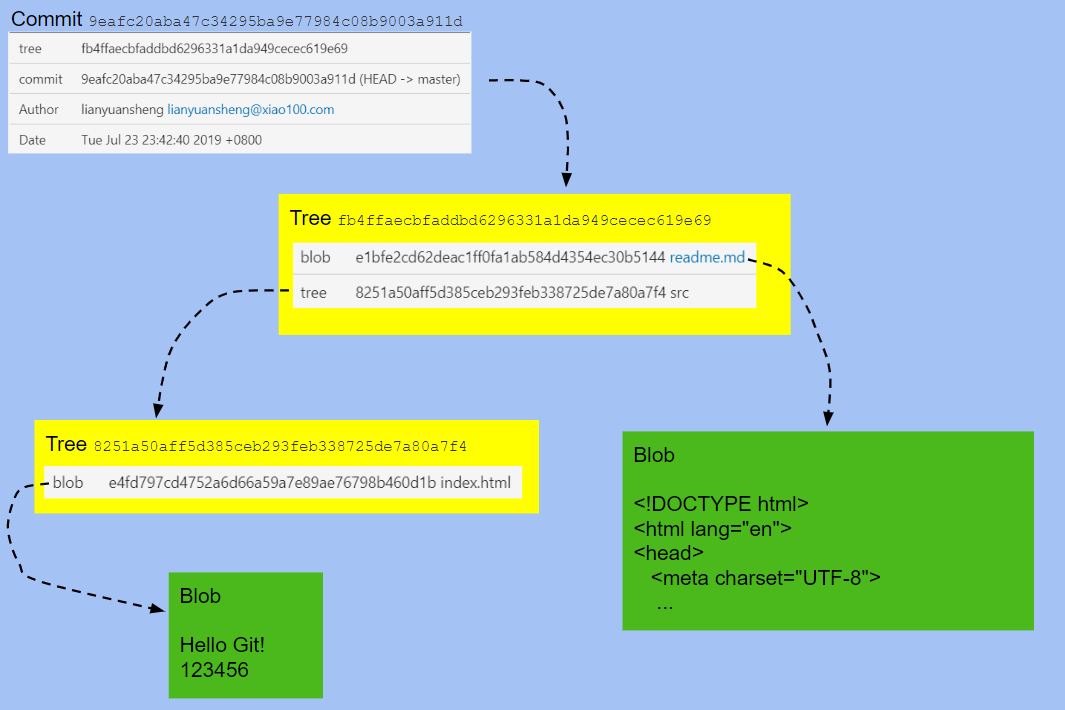 Commit 9eafc20aba47c34295ba9e77984c08b9003a911d
tree fb4ffaecbfaddbd6296331a1da949cecec619e69
commit 9eafc20aba47c34295ba9e77984c08b9003a911d (HEAD -> master)
Author lianyuansheng lianyuansheng@xiao100.com
Date Tue Jul 23 23:42:40 2019 +0800
Tree fb4ffaecbfaddbd6296331a1da949cecec619e69
blob e1bfe2cd62deac1ff0fa1ab584d4354ec30b5144 readme.md
tree 8251a50aff5d385ceb293feb338725de7a80a7f4 src
Tree 8251a50aff5d385ceb293feb338725de7a80a7f4
blob e4fd797cd4752a6d66a59a7e89ae76798b460d1b index.html
Blob
<!DOCTYPE html>
<html lang="en">
<head>
<meta charset="UTF-8">
...
Blob
Hello Git!
123456